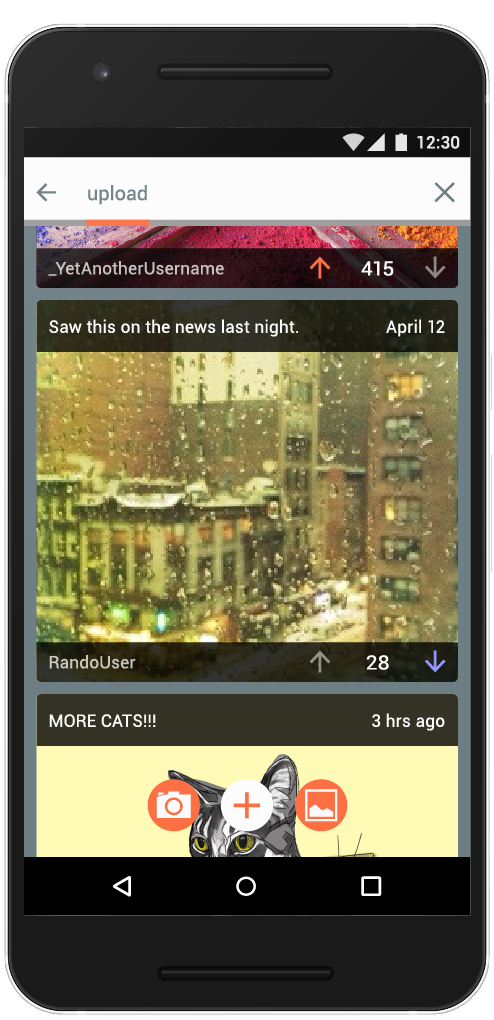 12:30
upload
_YetAnotherUsername 415
Saw this on the news last night. April 12
RandoUser 28
MORE CATS!!! 3 hrs ago